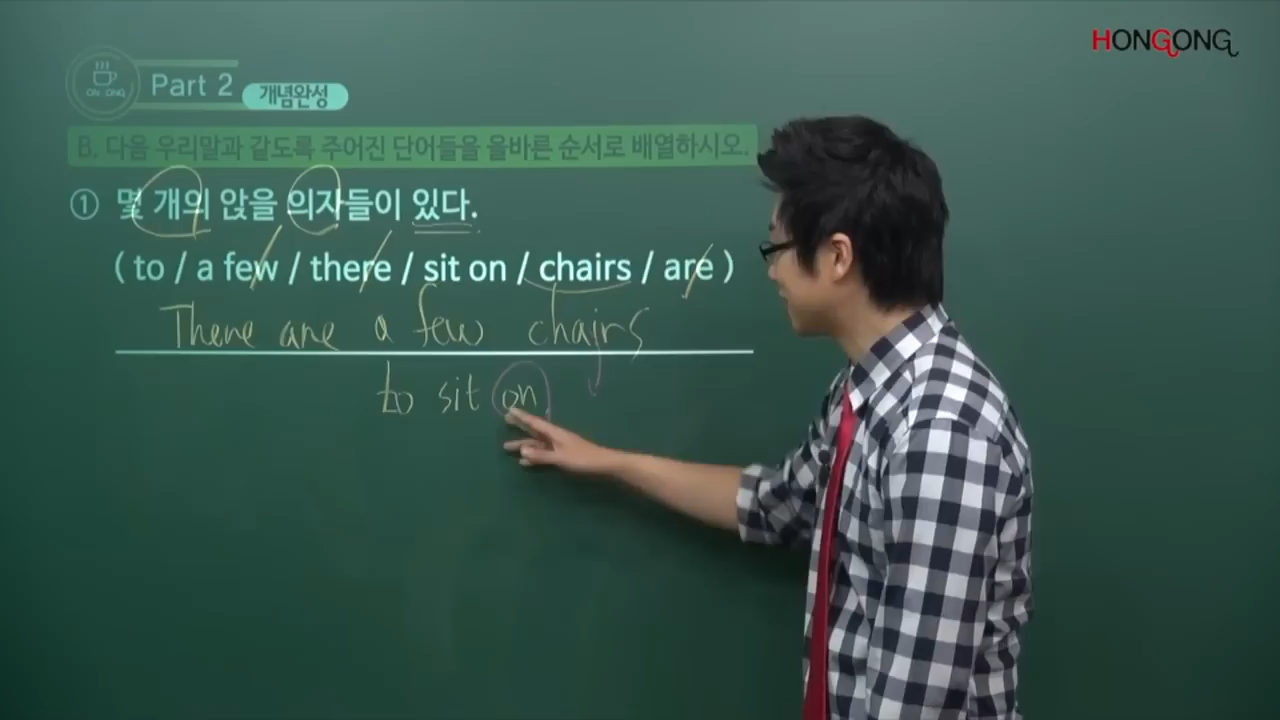 HONGONG
Part 2
개념완성
B. 다음 우리말과 같도록 주어진 단어들을 올바른 순서로 배열하시오.
① 몇 개의 앉을 의자들이 있다.
( to / a few / there / sit on / chairs / are )
There are a few chairs
to sit on.